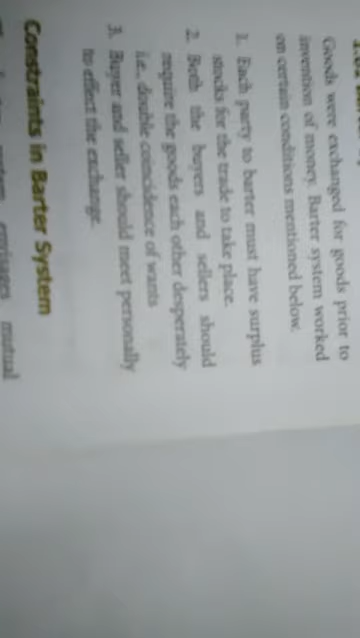 Goods were exchanged for goods prior to
invention of money. Barter system worked
on certain conditions mentioned below.
1. Each party to barter must have surplus
stocks for the trade to take place.
2. Both the buyers and sellers should
require the goods each other desperately
i.e., double coincidence of wants
3. Buyer and seller should meet personally
to effect the exchange.
Constraints in Barter System
system envisages mutual